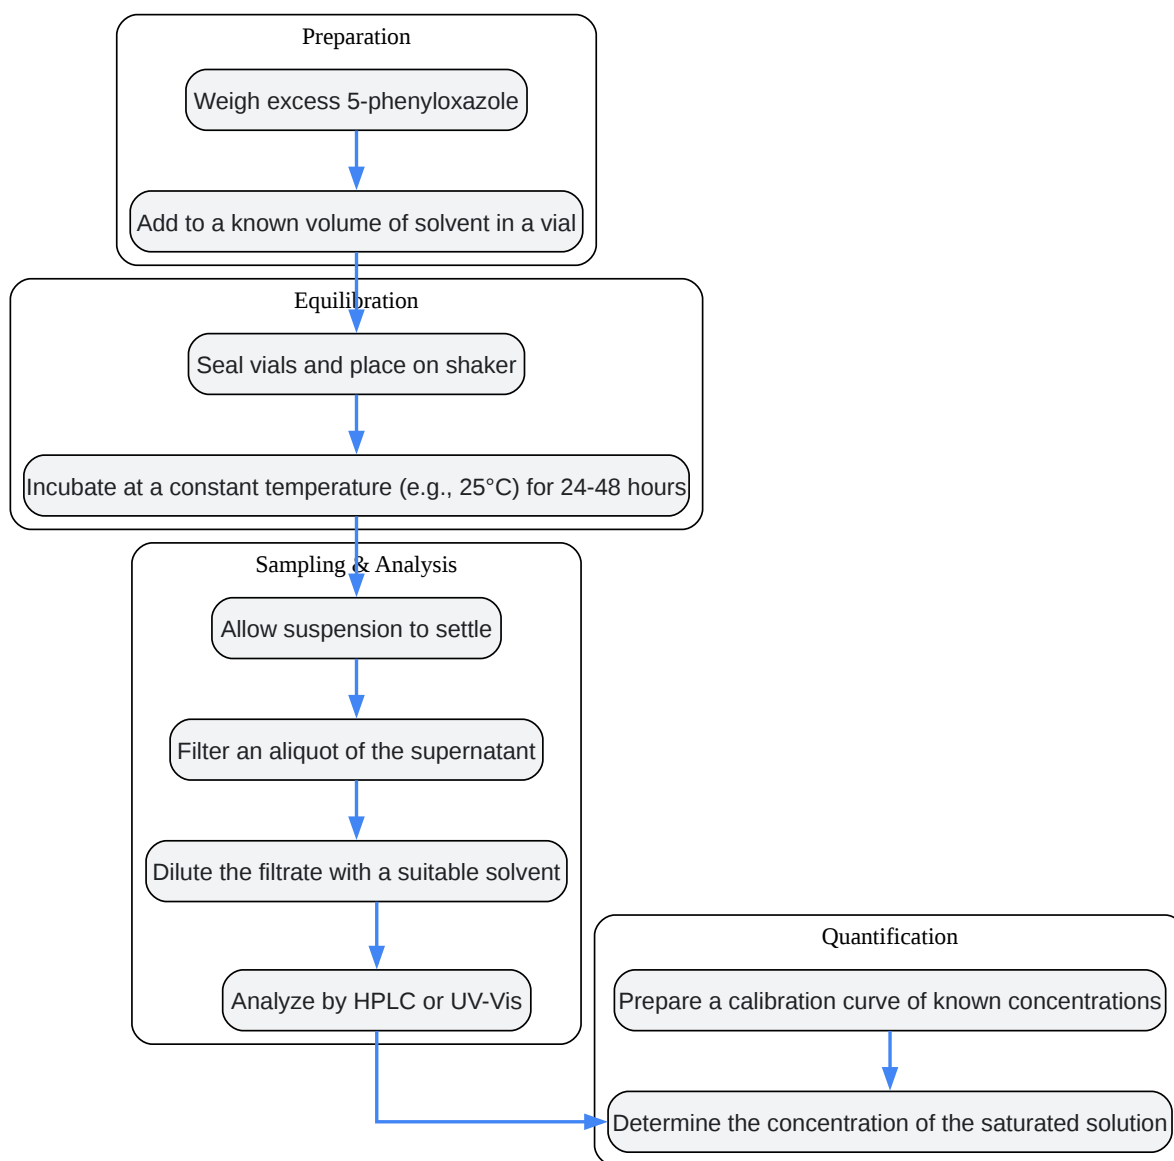 Preparation
Weigh excess 5-phenyloxazole
Add to a known volume of solvent in a vial
Equilibration
Seal vials and place on shaker
Incubate at a constant temperature (e.g., 25°C) for 24-48 hours
Sampling & Analysis
Allow suspension to settle
Filter an aliquot of the supernatant
Dilute the filtrate with a suitable solvent
Analyze by HPLC or UV-Vis
Quantification
Prepare a calibration curve of known concentrations
Determine the concentration of the saturated solution